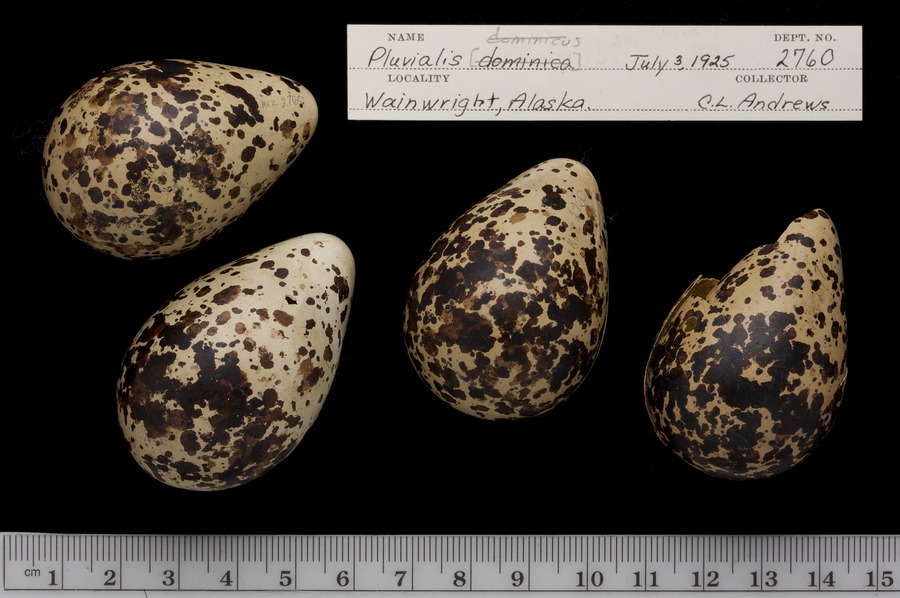 NAME dominicus DEPT. NO.
Pluvialis [dominica] July 3, 1925 2760
LOCALITY COLLECTOR
Wainwright, Alaska. C.L. Andrews
cm 1 2 3 4 5 6 7 8 9 10 11 12 13 14 15